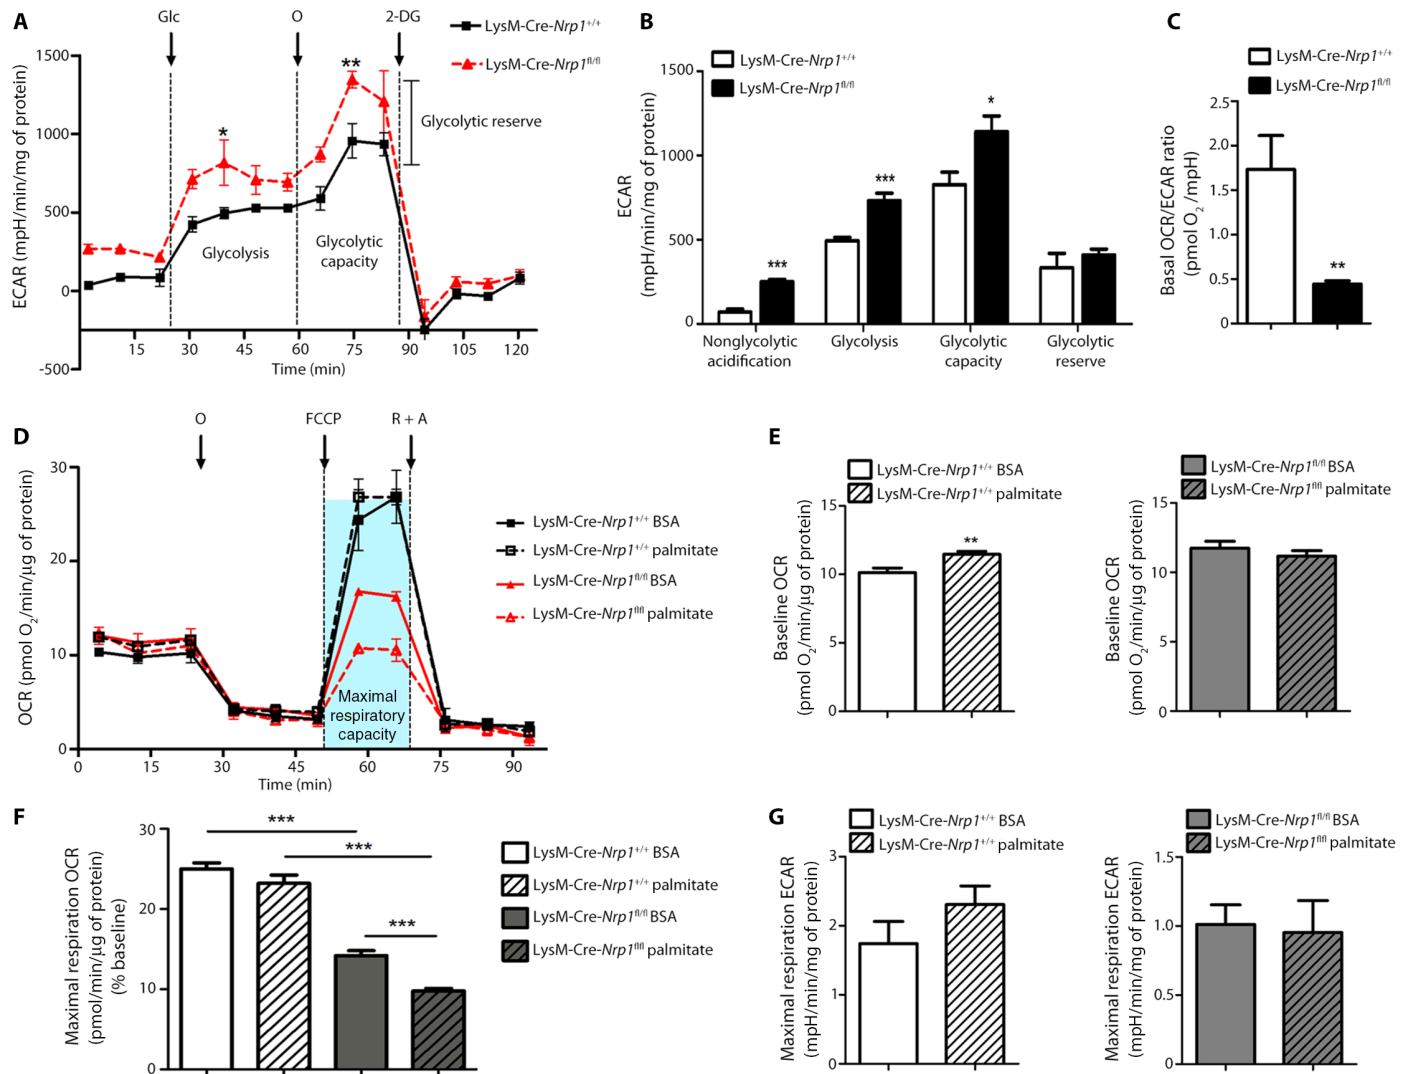 A
Glc
O
2-DG
LysM-Cre-Nrp1+/+
LysM-Cre-Nrp1fl/fl
ECAR (mpH/min/mg of protein)
1500
1000
500
0
-500
*
**
Glycolysis
Glycolytic
capacity
Glycolytic reserve
15
30
45
60
75
90
105
120
Time (min)
B
LysM-Cre-Nrp1+/+
LysM-Cre-Nrp1fl/fl
ECAR
(mpH/min/mg of protein)
1500
1000
500
0
***
***
*
Nonglycolytic
acidification
Glycolysis
Glycolytic
capacity
Glycolytic
reserve
C
LysM-Cre-Nrp1+/+
LysM-Cre-Nrp1fl/fl
Basal OCR/ECAR ratio
(pmol O2 /mpH)
2.5
2.0
1.5
1.0
0.5
0
**
D
O
FCCP
R + A
OCR (pmol O2/min/μg of protein)
30
20
10
0
Maximal
respiratory
capacity
0
15
30
45
60
75
90
Time (min)
LysM-Cre-Nrp1+/+ BSA
LysM-Cre-Nrp1+/+ palmitate
LysM-Cre-Nrp1fl/fl BSA
LysM-Cre-Nrp1flfl palmitate
E
LysM-Cre-Nrp1+/+ BSA
LysM-Cre-Nrp1+/+ palmitate
Baseline OCR
(pmol O2/min/μg of protein)
15
10
5
0
**
LysM-Cre-Nrp1fl/fl BSA
LysM-Cre-Nrp1flfl palmitate
Baseline OCR
(pmol O2/min/μg of protein)
15
10
5
0
F
Maximal respiration OCR
(pmol/min/μg of protein)
(% baseline)
30
20
10
0
***
***
***
LysM-Cre-Nrp1+/+ BSA
LysM-Cre-Nrp1+/+ palmitate
LysM-Cre-Nrp1fl/fl BSA
LysM-Cre-Nrp1flfl palmitate
G
LysM-Cre-Nrp1+/+ BSA
LysM-Cre-Nrp1+/+ palmitate
Maximal respiration ECAR
(mpH/min/mg of protein)
3
2
1
0
LysM-Cre-Nrp1fl/fl BSA
LysM-Cre-Nrp1flfl palmitate
Maximal respiration ECAR
(mpH/min/mg of protein)
1.5
1.0
0.5
0